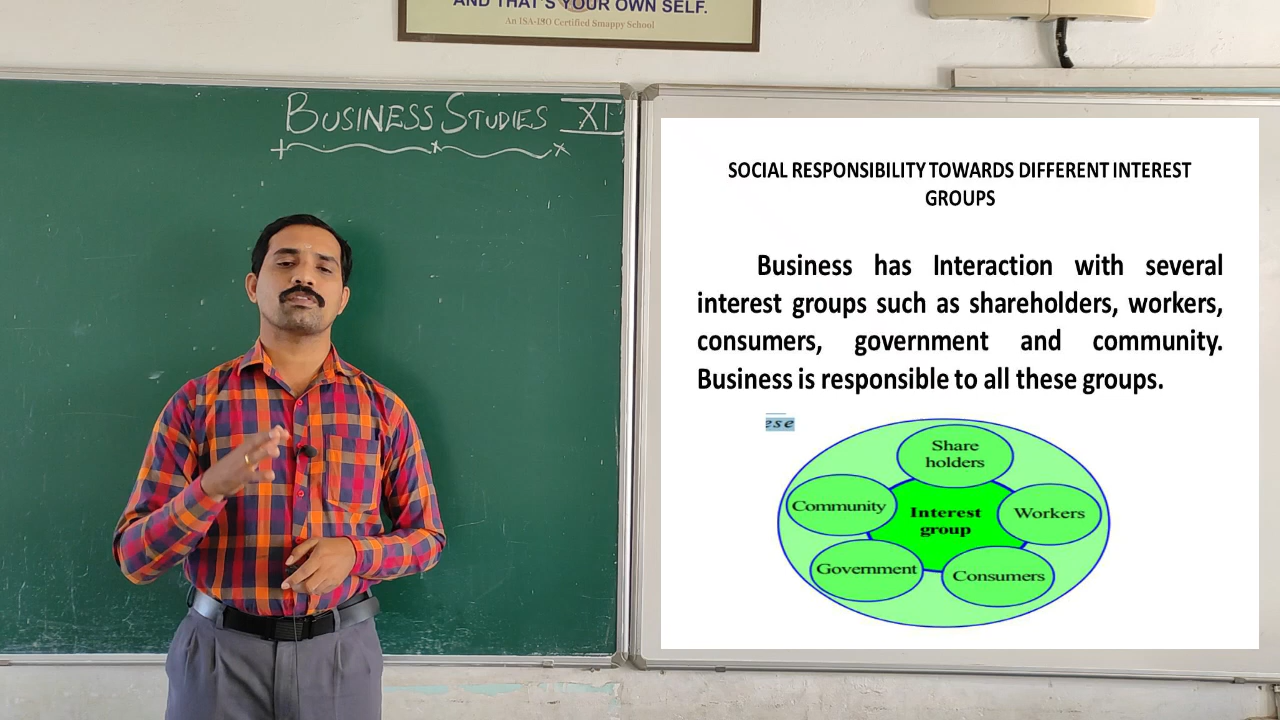 AND THAT'S YOUR OWN SELF.
An ISA-ISO Certified Smappy School
BUSINESS STUDIES XI
SOCIAL RESPONSIBILITY TOWARDS DIFFERENT INTEREST
GROUPS
Business has Interaction with several
interest groups such as shareholders, workers,
consumers, government and community.
Business is responsible to all these groups.
ese
Share
holders
Community
Interest
group
Workers
Government
Consumers